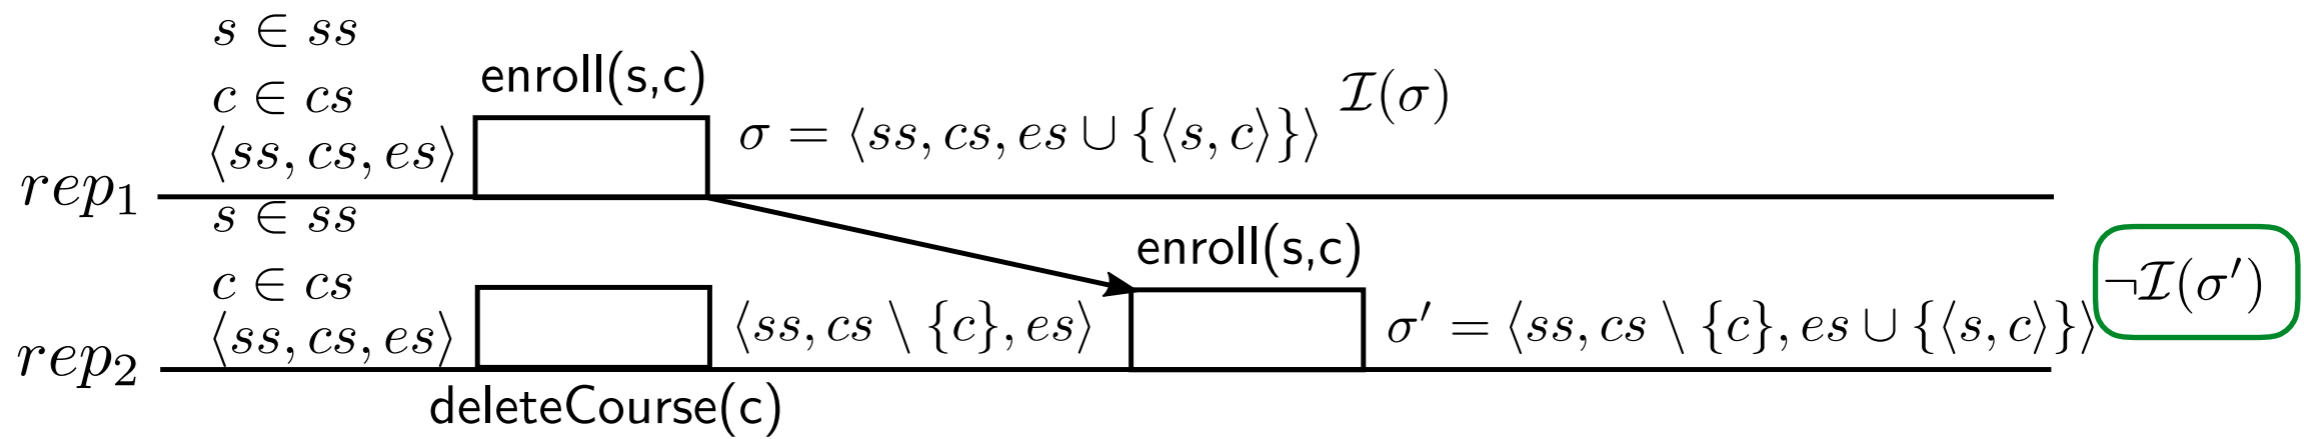 s ∈ ss
c ∈ cs
⟨ss, cs, es⟩
enroll(s,c)
σ = ⟨ss, cs, es ∪ {⟨s, c⟩}⟩
ℐ(σ)
rep₁
s ∈ ss
c ∈ cs
⟨ss, cs, es⟩
⟨ss, cs \ {c}, es⟩
enroll(s,c)
σ′ = ⟨ss, cs \ {c}, es ∪ {⟨s, c⟩}⟩
¬ℐ(σ′)
rep₂
deleteCourse(c)